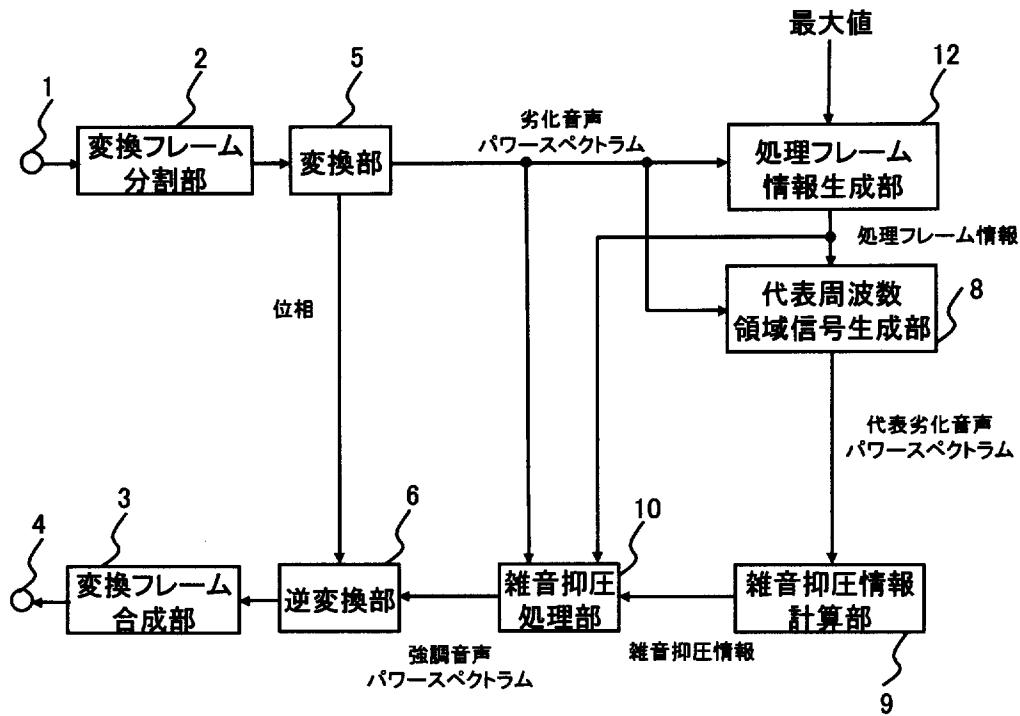 最大値
1
2
5
12
変換フレーム
分割部
変換部
劣化音声
パワースペクトラム
処理フレーム
情報生成部
処理フレーム情報
位相
代表周波数
領域信号生成部
8
代表劣化音声
パワースペクトラム
4
3
6
10
変換フレーム
合成部
逆変換部
雑音抑圧
処理部
雑音抑圧情報
計算部
強調音声
パワースペクトラム
雑音抑圧情報
9